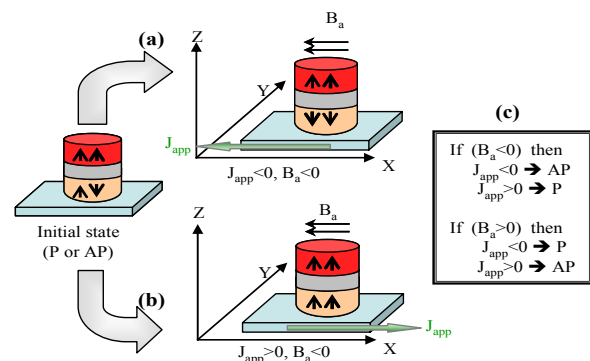 (a)
Z
B_a
Y
J_app
X
J_app<0, B_a<0
Initial state
(P or AP)
(b)
Z
B_a
Y
J_app
X
J_app>0, B_a<0
(c)
If (B_a<0) then
J_app<0 ➔ AP
J_app>0 ➔ P
If (B_a>0) then
J_app<0 ➔ P
J_app>0 ➔ AP